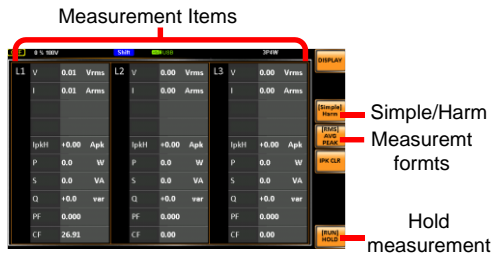 Measurement Items
0 % 100V Shift USB 3P4W DISPLAY
L1 V 0.01 Vrms L2 V 0.00 Vrms L3 V 0.00 Vrms
I 0.01 Arms I 0.00 Arms I 0.00 Arms
[Simple] Harm
Simple/Harm
[RMS] AVG PEAK
Measuremt formts
IpkH +0.00 Apk IpkH +0.00 Apk IpkH +0.00 Apk
P 0.0 W P 0.0 W P 0.0 W
IPK CLR
S 0.0 VA S 0.0 VA S 0.0 VA
Q +0.0 var Q +0.0 var Q +0.0 var
PF 0.000 PF 0.000 PF 0.000
CF 26.91 CF 0.00 CF 0.00
[RUN] HOLD
Hold measurement